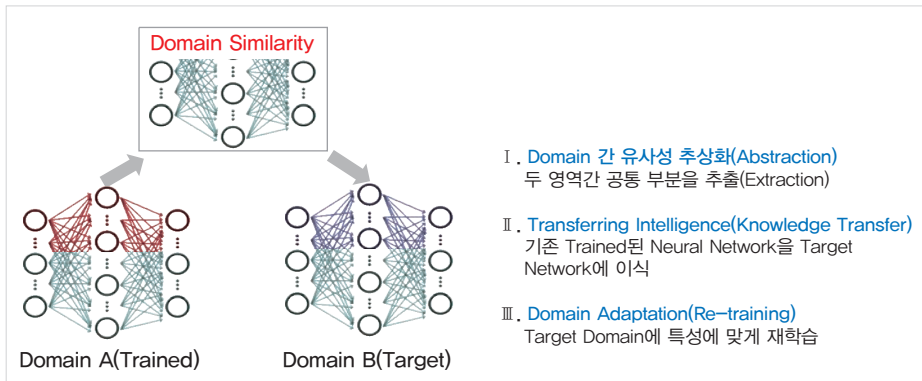 Domain Similarity
Domain A(Trained)
Domain B(Target)
Ⅰ. Domain 간 유사성 추상화(Abstraction)
두 영역간 공통 부분을 추출(Extraction)
Ⅱ. Transferring Intelligence(Knowledge Transfer)
기존 Trained된 Neural Network을 Target
Network에 이식
Ⅲ. Domain Adaptation(Re-training)
Target Domain에 특성에 맞게 재학습